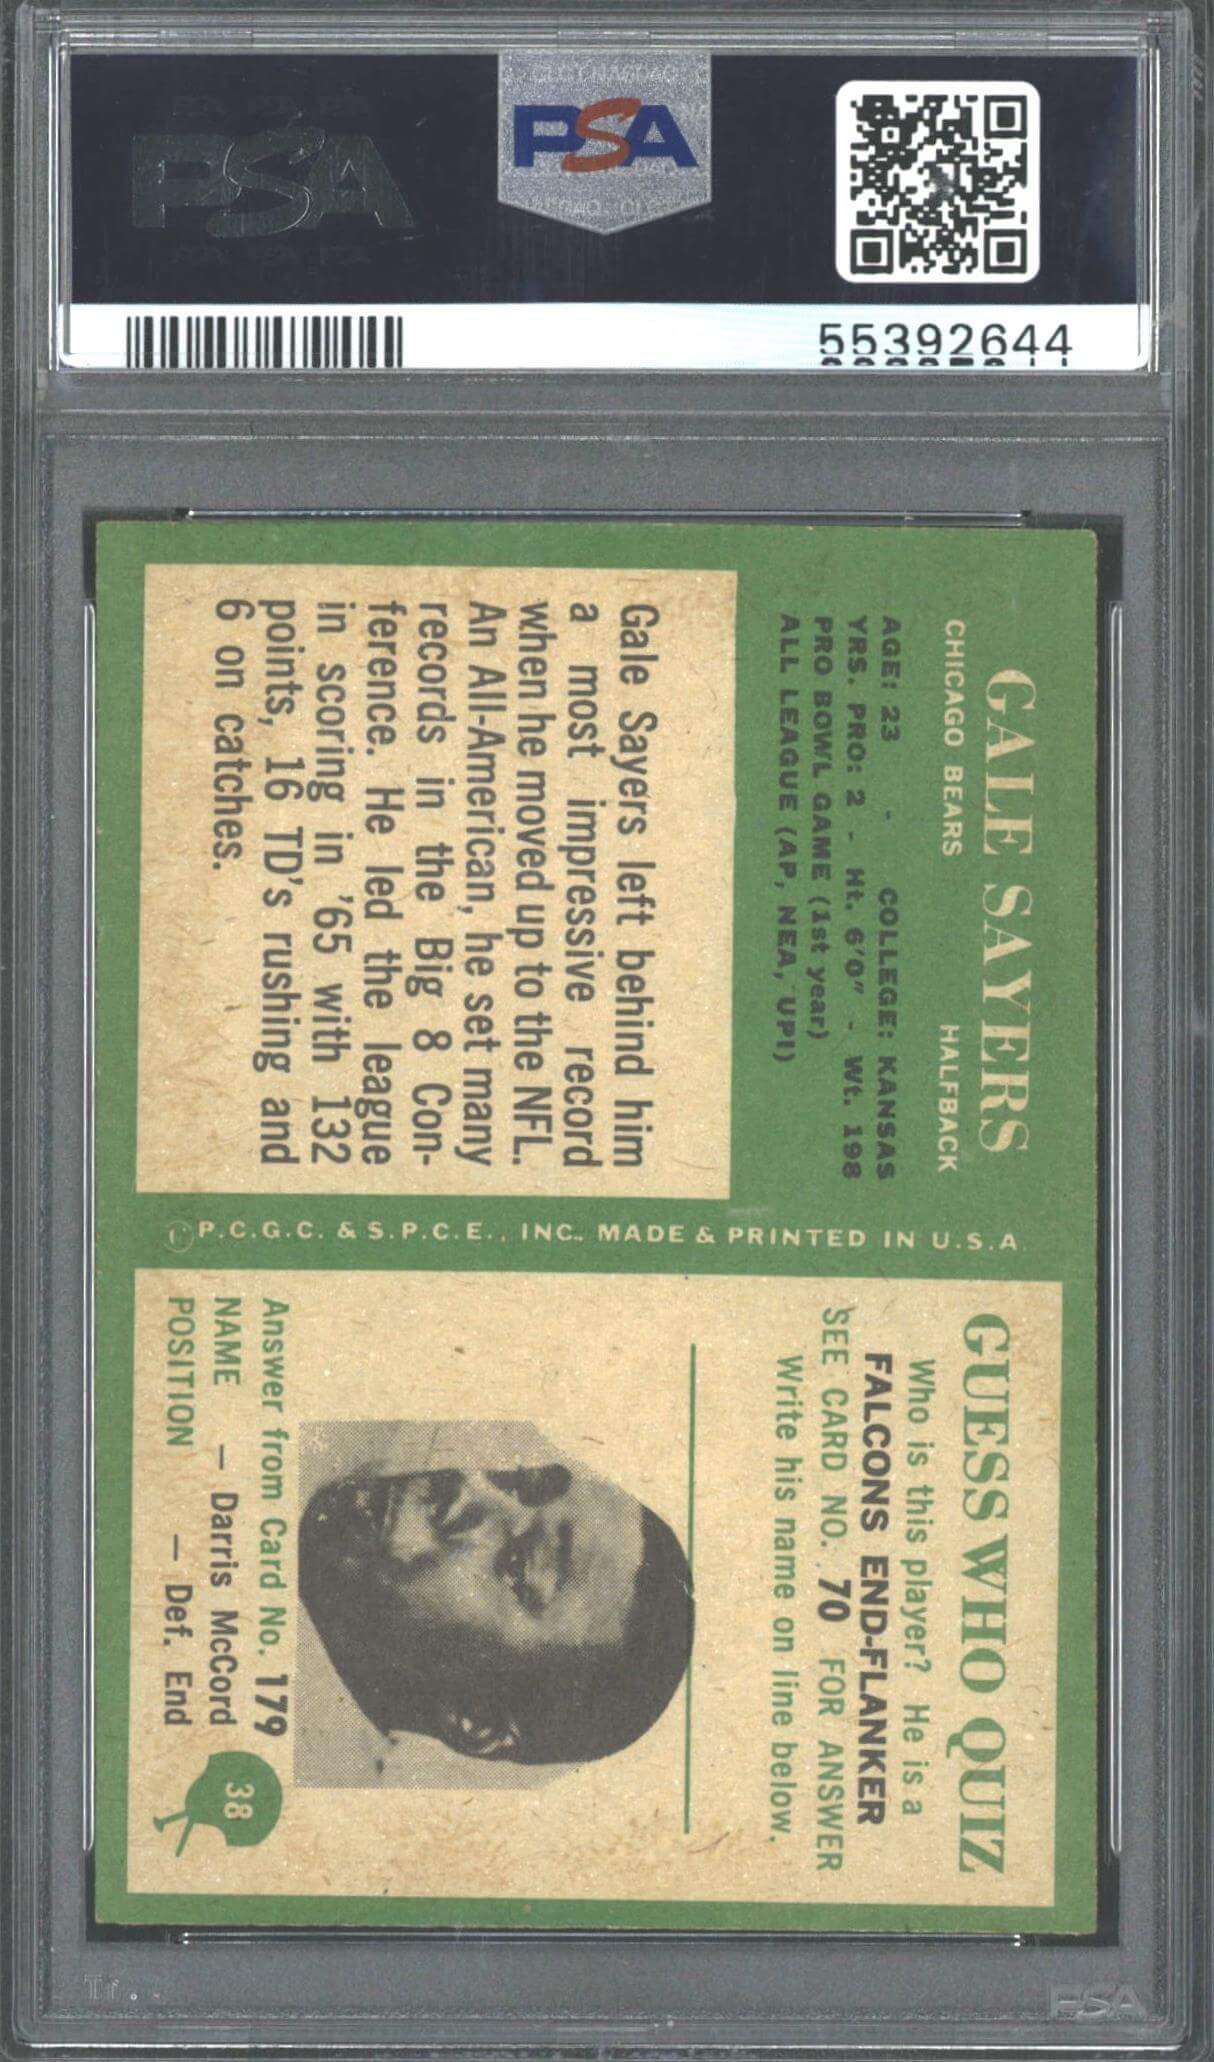 PSA
PSA
55392644
GALE SAYERS
CHICAGO BEARS HALFBACK
AGE: 23 - COLLEGE: KANSAS
YRS. PRO: 2 - Ht. 6'0" - Wt. 198
PRO BOWL GAME (1st year)
ALL LEAGUE (AP, NEA, UPI)
Gale Sayers left behind him
a most impressive record
when he moved up to the NFL.
An All-American, he set many
records in the Big 8 Con-
ference. He led the league
in scoring in '65 with 132
points, 16 TD's rushing and
6 on catches.
© P.C.G.C. & S.P.C.E., INC. MADE & PRINTED IN U.S.A.
GUESS WHO QUIZ
Who is this player? He is a
FALCONS END-FLANKER
SEE CARD NO. 70 FOR ANSWER
Write his name on line below.
Answer from Card No. 179
NAME — Darris McCord
POSITION — Def. End
38
PSA